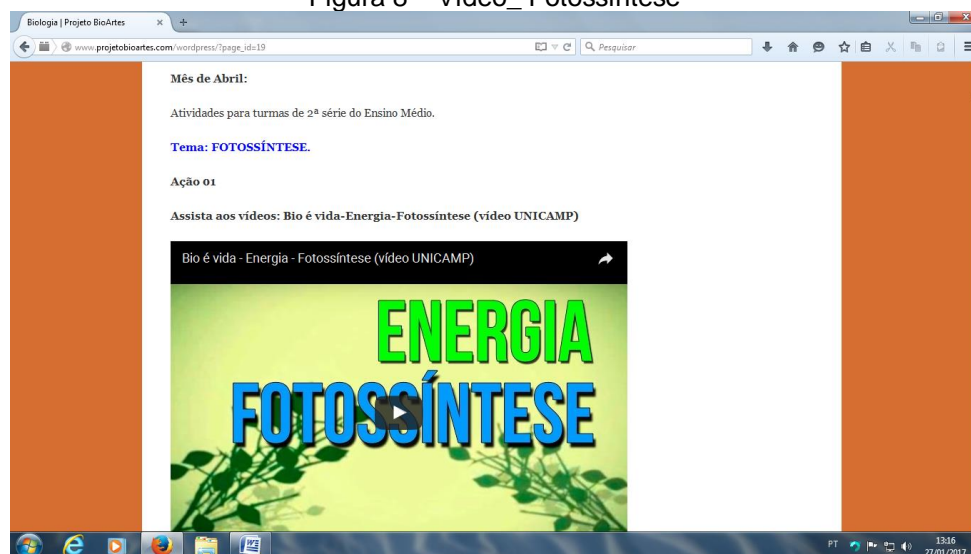 Figura 8 – Vídeo_ Fotossíntese
Biologia | Projeto BioArtes
www.projetobioartes.com/wordpress/?page_id=19
Pesquisar
Mês de Abril:
Atividades para turmas de 2ª série do Ensino Médio.
Tema: FOTOSSÍNTESE.
Ação 01
Assista aos vídeos: Bio é vida-Energia-Fotossíntese (vídeo UNICAMP)
Bio é vida - Energia - Fotossíntese (vídeo UNICAMP)
ENERGIA
FOTOSSÍNTESE
PT
13:16
27/01/2017